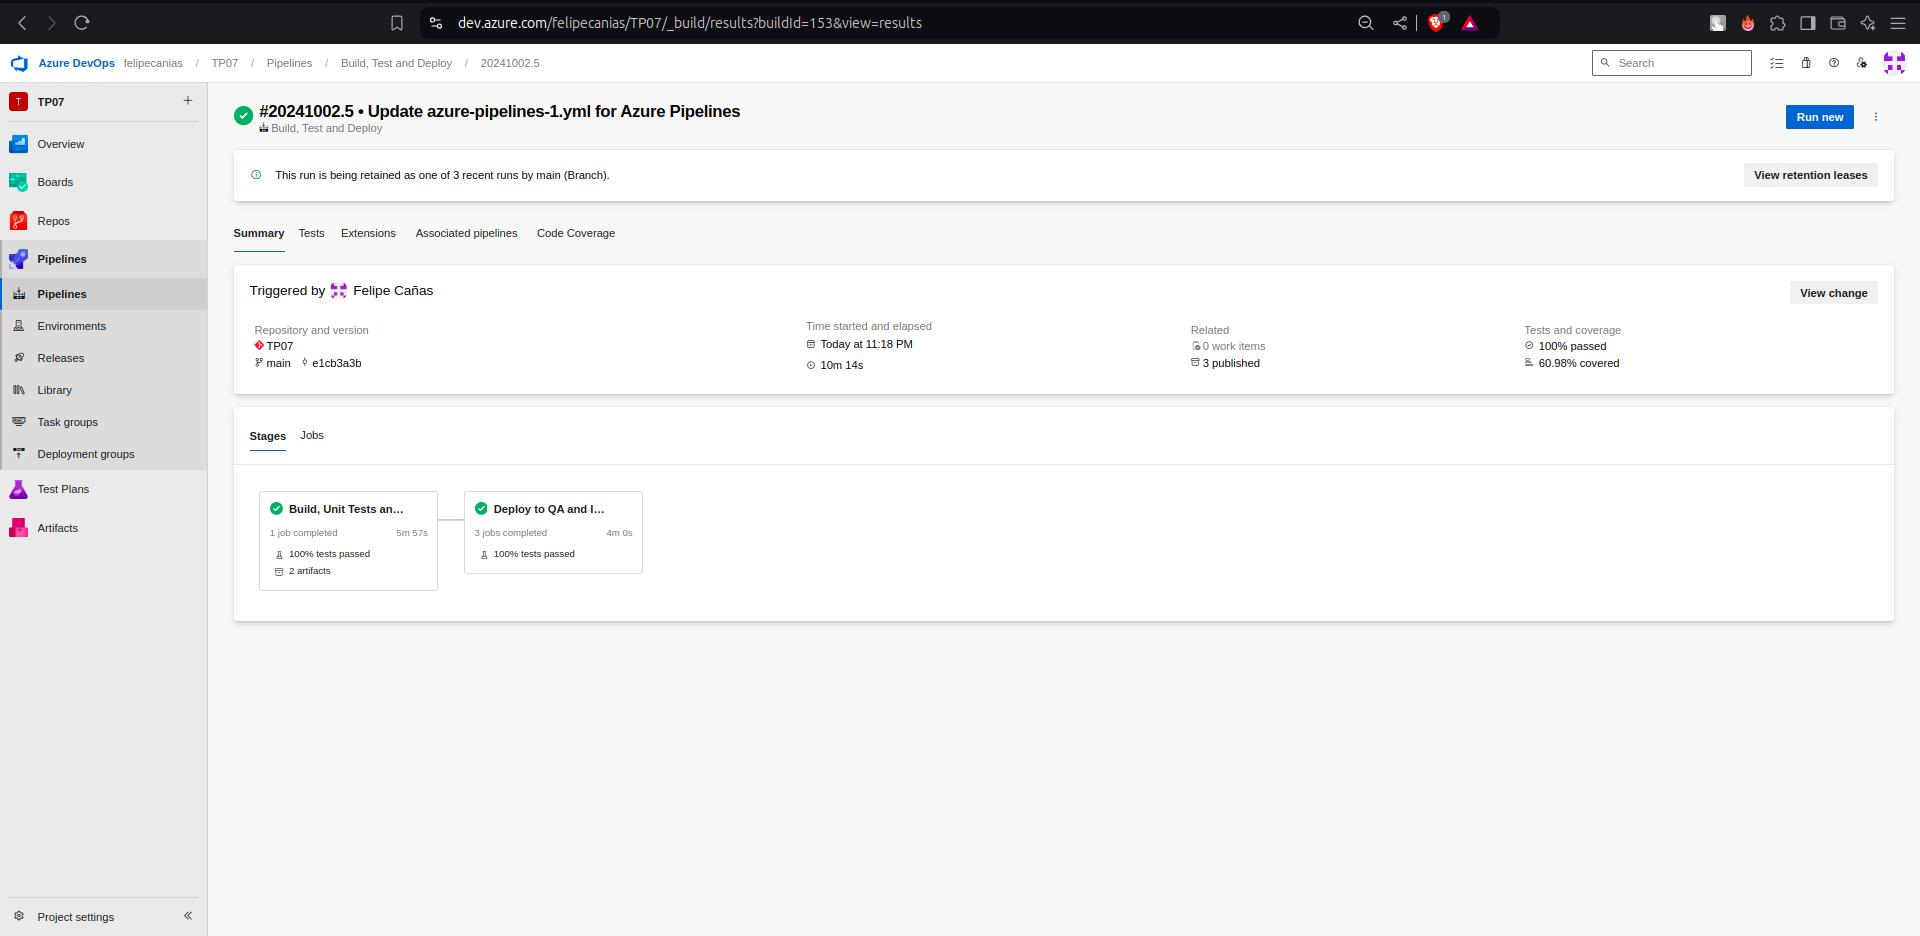 dev.azure.com/felipecanias/TP07/_build/results?buildId=153&view=results
1
Azure DevOps felipecanias / TP07 / Pipelines / Build, Test and Deploy / 20241002.5
Search
T TP07
Overview
Boards
Repos
Pipelines
Pipelines
Environments
Releases
Library
Task groups
Deployment groups
Test Plans
Artifacts
Project settings
#20241002.5 • Update azure-pipelines-1.yml for Azure Pipelines
Build, Test and Deploy
Run new
This run is being retained as one of 3 recent runs by main (Branch).
View retention leases
Summary Tests Extensions Associated pipelines Code Coverage
Triggered by Felipe Cañas
View change
Repository and version
TP07
main e1cb3a3b
Time started and elapsed
Today at 11:18 PM
10m 14s
Related
0 work items
3 published
Tests and coverage
100% passed
60.98% covered
Stages Jobs
Build, Unit Tests an...
1 job completed 5m 57s
100% tests passed
2 artifacts
Deploy to QA and I...
3 jobs completed 4m 0s
100% tests passed